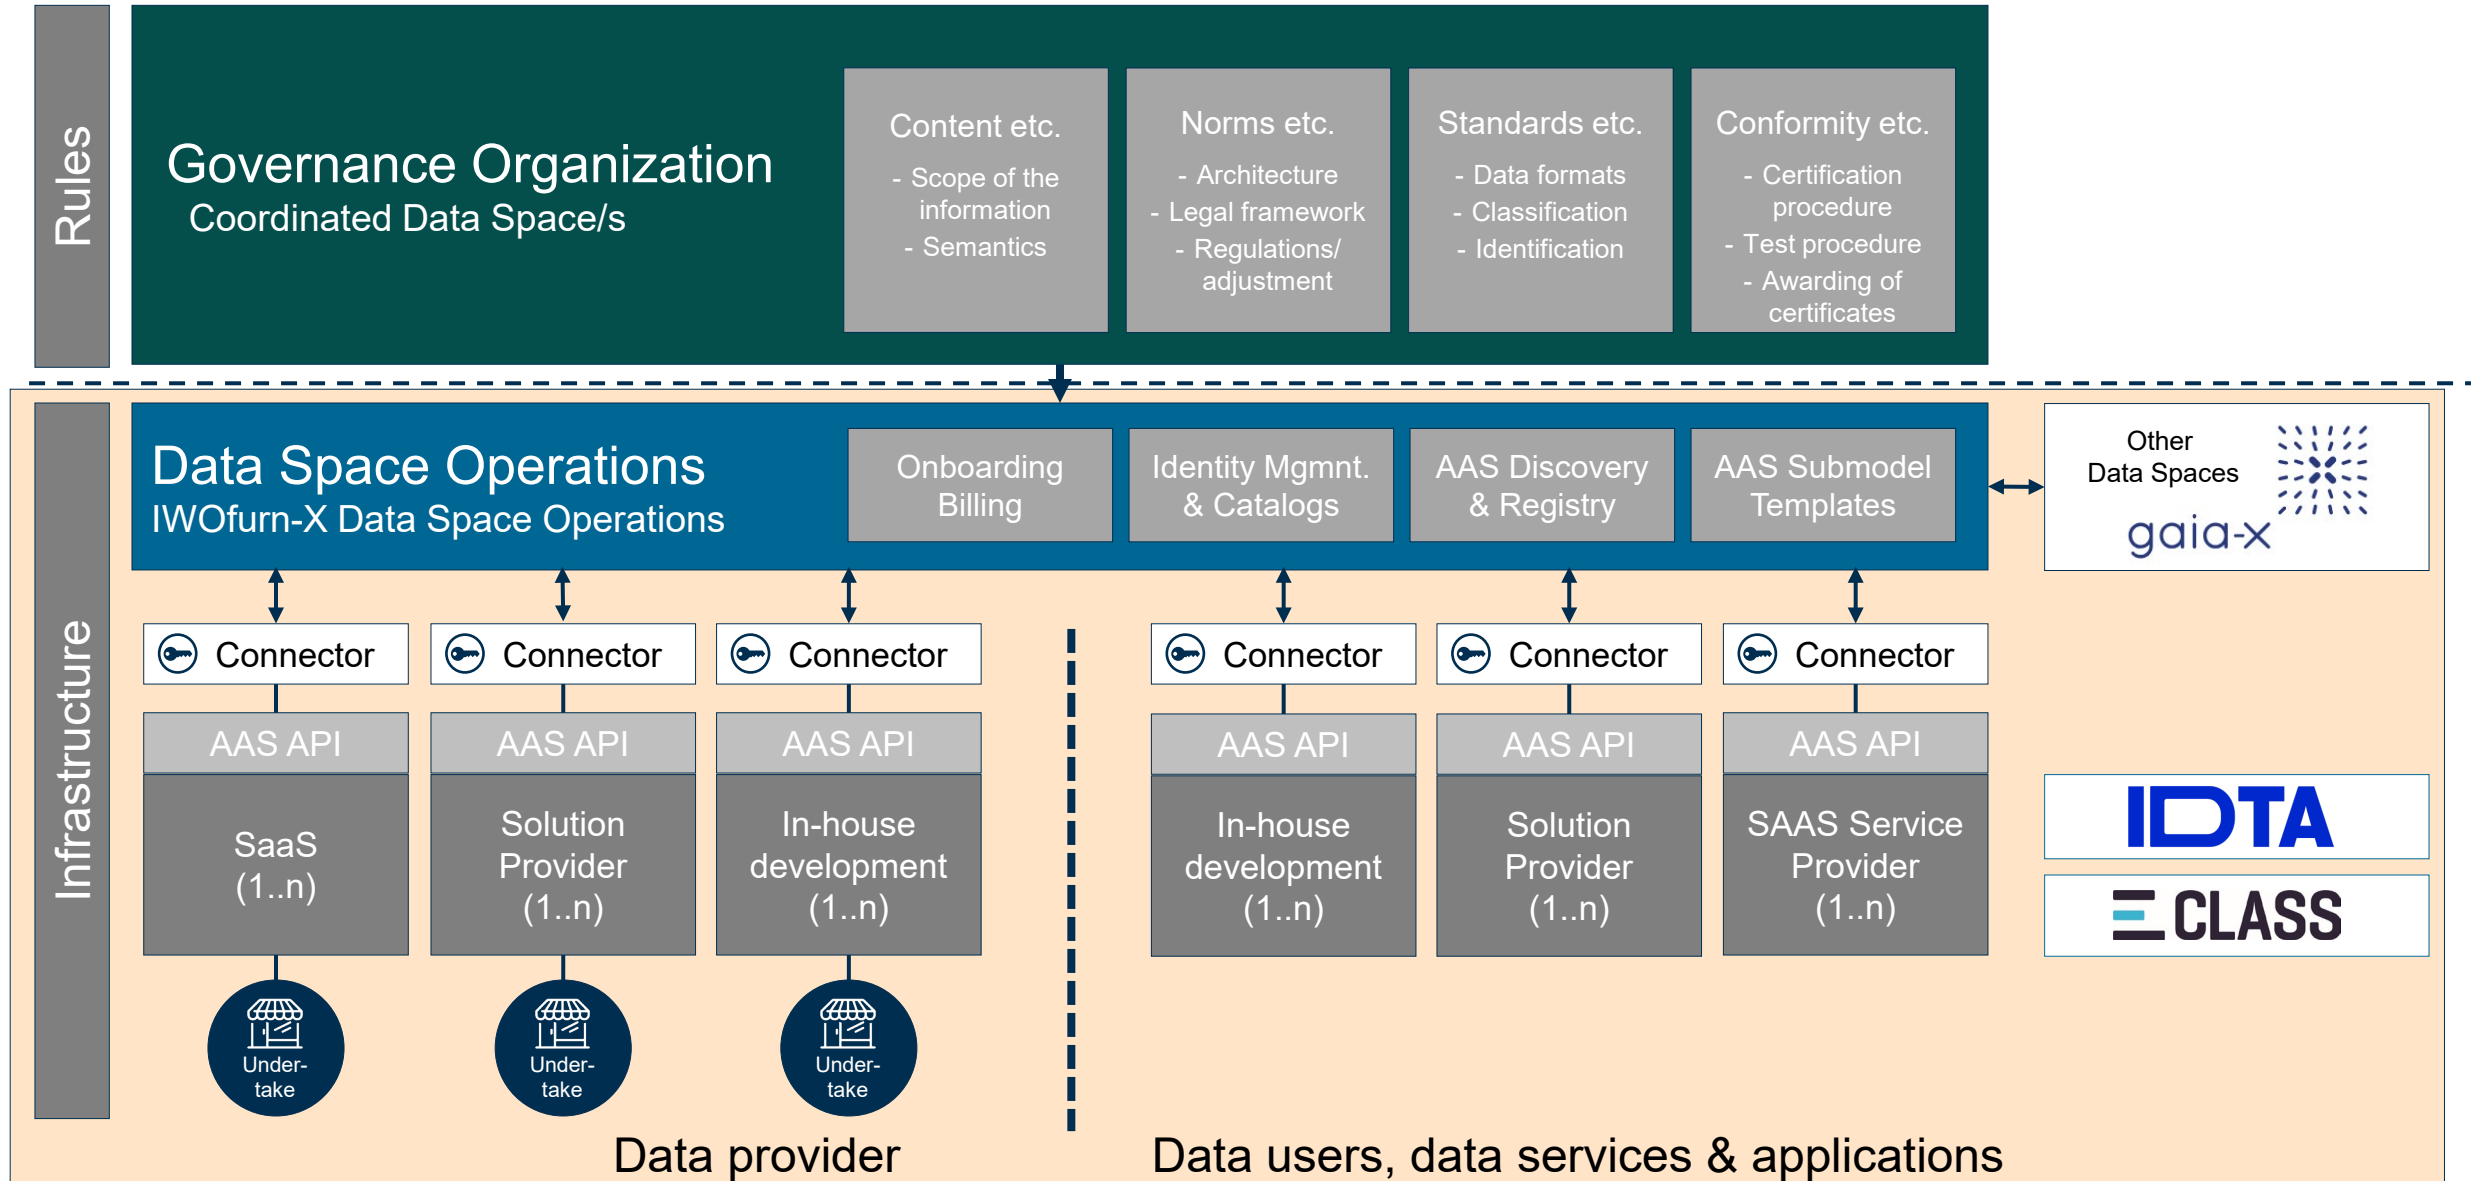 Rules
Governance Organization
Coordinated Data Space/s
Content etc.
- Scope of the
information
- Semantics
Norms etc.
- Architecture
- Legal framework
- Regulations/
adjustment
Standards etc.
- Data formats
- Classification
- Identification
Conformity etc.
- Certification
procedure
- Test procedure
- Awarding of
certificates
Infrastructure
Data Space Operations
IWOfurn-X Data Space Operations
Onboarding
Billing
Identity Mgmnt.
& Catalogs
AAS Discovery
& Registry
AAS Submodel
Templates
Other
Data Spaces
gaia-x
Connector
Connector
Connector
Connector
Connector
Connector
AAS API
AAS API
AAS API
AAS API
AAS API
AAS API
SaaS
(1..n)
Solution
Provider
(1..n)
In-house
development
(1..n)
In-house
development
(1..n)
Solution
Provider
(1..n)
SAAS Service
Provider
(1..n)
IDTA
ECLASS
Under-
take
Under-
take
Under-
take
Data provider
Data users, data services & applications